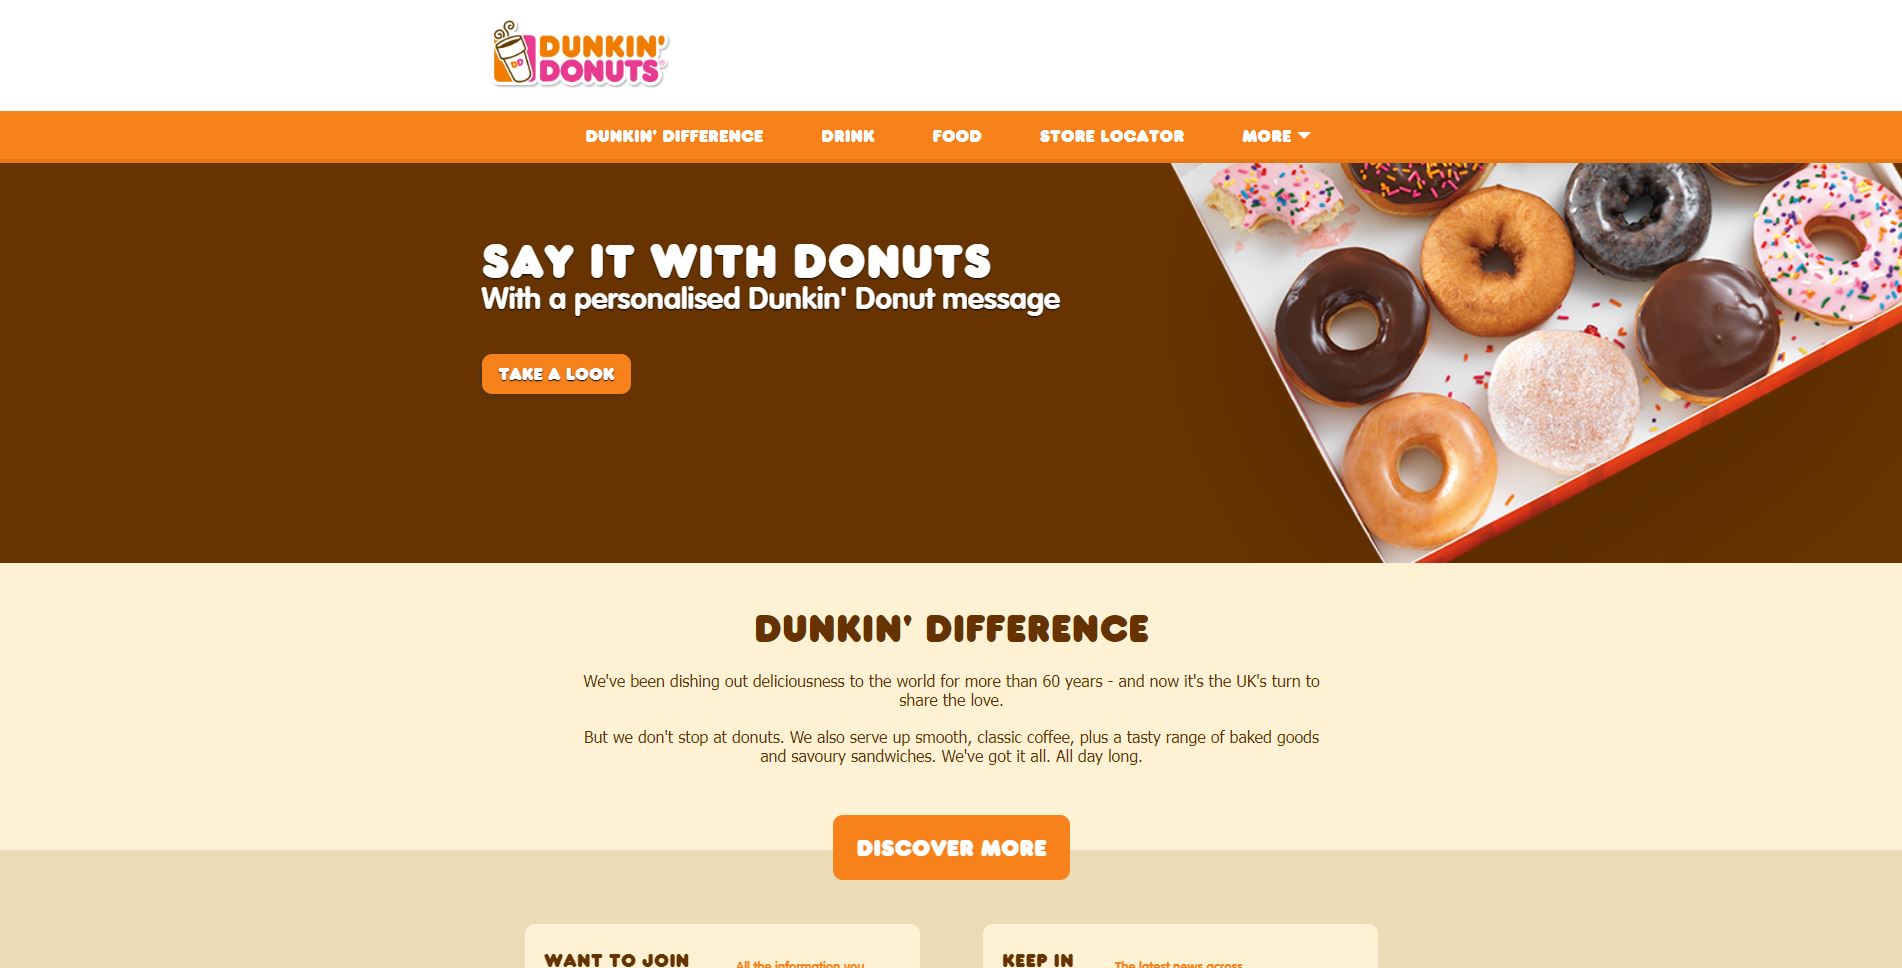 DUNKIN'
DONUTS
DD
DUNKIN' DIFFERENCE
DRINK
FOOD
STORE LOCATOR
MORE
SAY IT WITH DONUTS
With a personalised Dunkin' Donut message
TAKE A LOOK
DUNKIN' DIFFERENCE
We've been dishing out deliciousness to the world for more than 60 years - and now it's the UK's turn to
share the love.
But we don't stop at donuts. We also serve up smooth, classic coffee, plus a tasty range of baked goods
and savoury sandwiches. We've got it all. All day long.
DISCOVER MORE
WANT TO JOIN
All the information you
KEEP IN
The latest news across